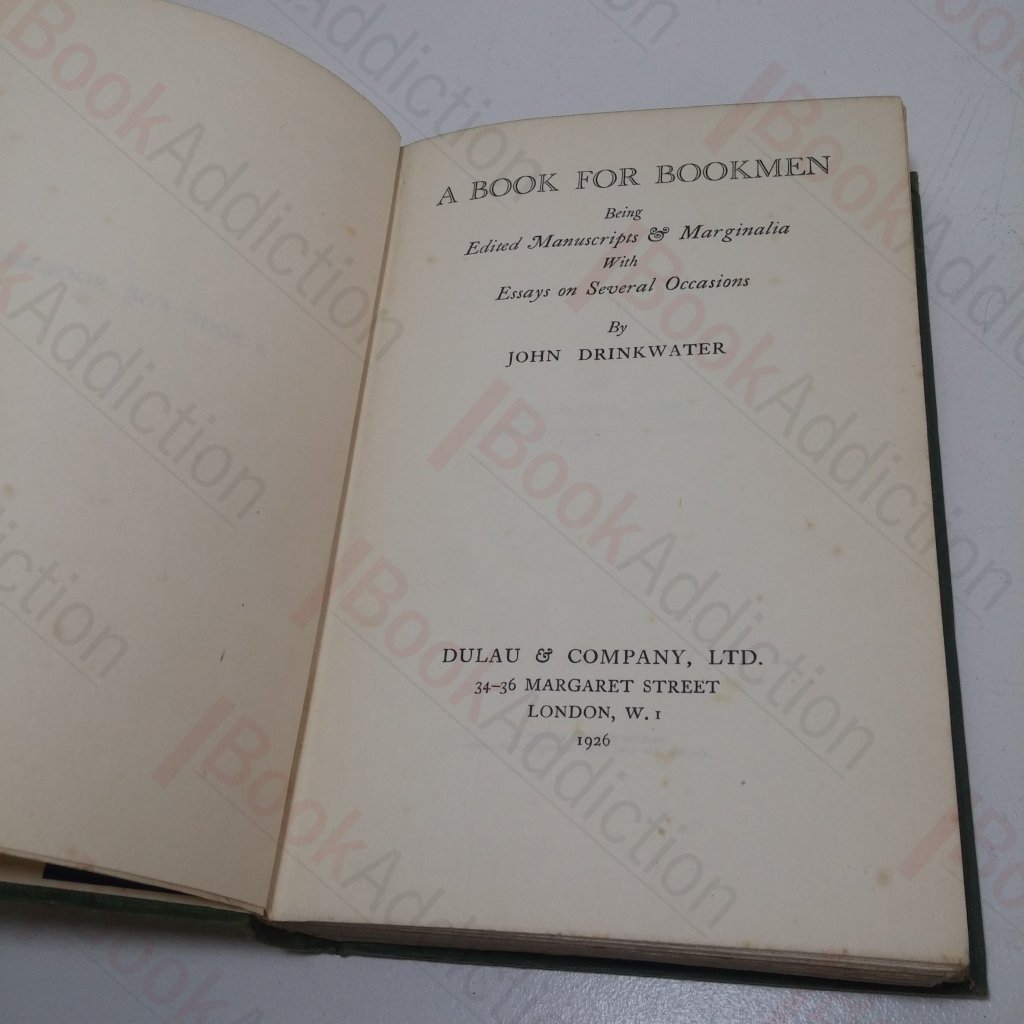 A BOOK FOR BOOKMEN
Being
Edited Manuscripts & Marginalia
With
Essays on Several Occasions
By
JOHN DRINKWATER
DULAU & COMPANY, LTD.
34–36 MARGARET STREET
LONDON, W. 1
1926
BookAddiction